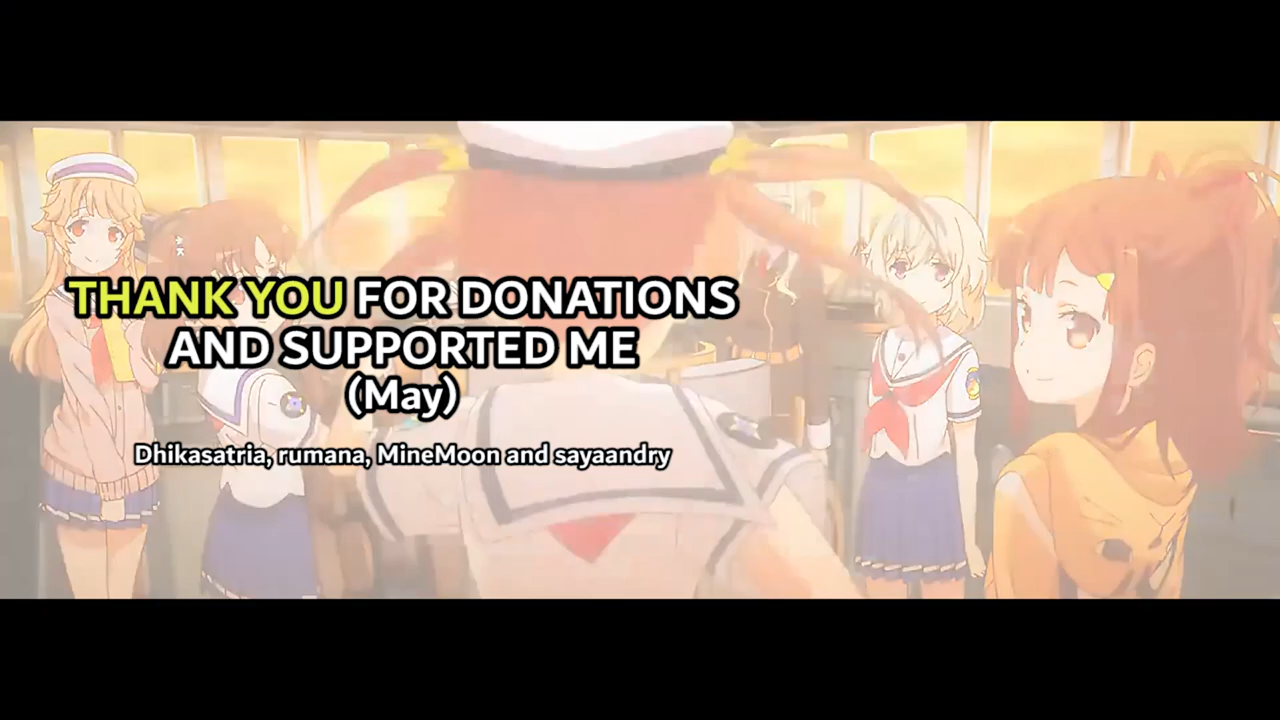 THANK YOU FOR DONATIONS
AND SUPPORTED ME
(May)
Dhikasatria, rumana, MineMoon and sayaandry